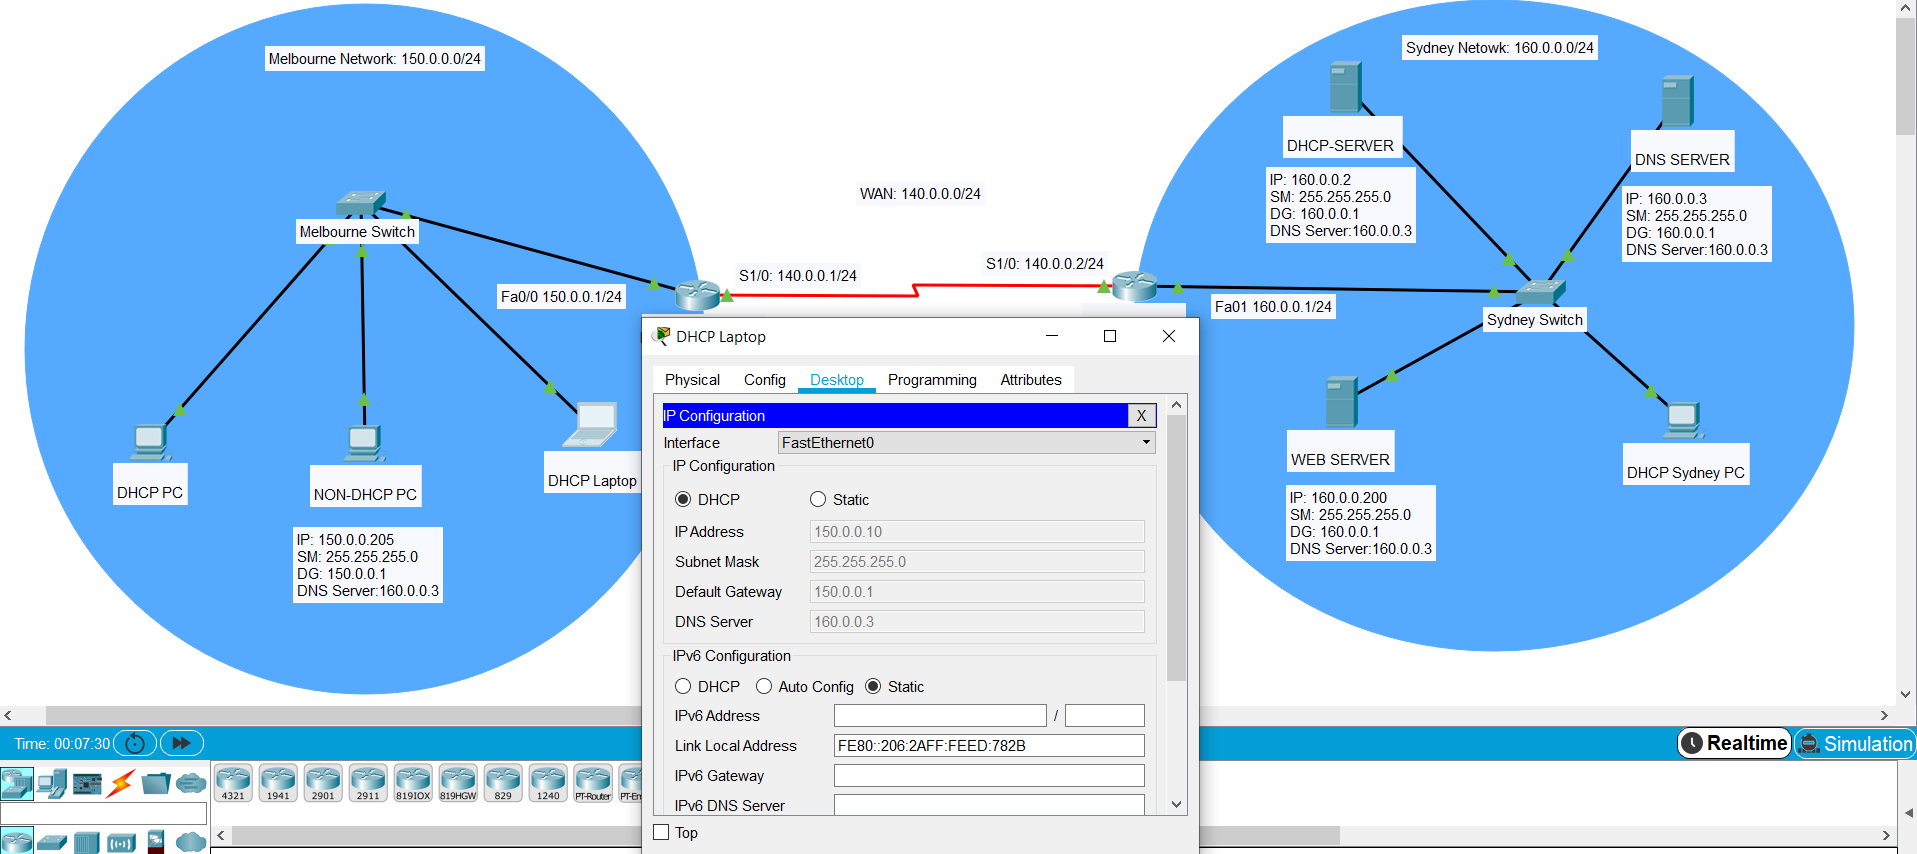 Melbourne Network: 150.0.0.0/24
Sydney Netowk: 160.0.0.0/24
DHCP-SERVER
IP: 160.0.0.2
SM: 255.255.255.0
DG: 160.0.0.1
DNS Server:160.0.0.3
DNS SERVER
IP: 160.0.0.3
SM: 255.255.255.0
DG: 160.0.0.1
DNS Server:160.0.0.3
WAN: 140.0.0.0/24
Melbourne Switch
S1/0: 140.0.0.1/24
S1/0: 140.0.0.2/24
Fa0/0 150.0.0.1/24
Fa01 160.0.0.1/24
Sydney Switch
DHCP PC
NON-DHCP PC
IP: 150.0.0.205
SM: 255.255.255.0
DG: 150.0.0.1
DNS Server:160.0.0.3
DHCP Laptop
WEB SERVER
IP: 160.0.0.200
SM: 255.255.255.0
DG: 160.0.0.1
DNS Server:160.0.0.3
DHCP Sydney PC
DHCP Laptop
Physical Config Desktop Programming Attributes
IP Configuration X
Interface FastEthernet0
IP Configuration
DHCP Static
IP Address 150.0.0.10
Subnet Mask 255.255.255.0
Default Gateway 150.0.0.1
DNS Server 160.0.0.3
IPv6 Configuration
DHCP Auto Config Static
IPv6 Address /
Link Local Address FE80::206:2AFF:FEED:782B
IPv6 Gateway
IPv6 DNS Server
Top
Time: 00:07:30
Realtime Simulation
4321 1941 2901 2911 819IOX 819HGW 829 1240 PT-Router PT-Em